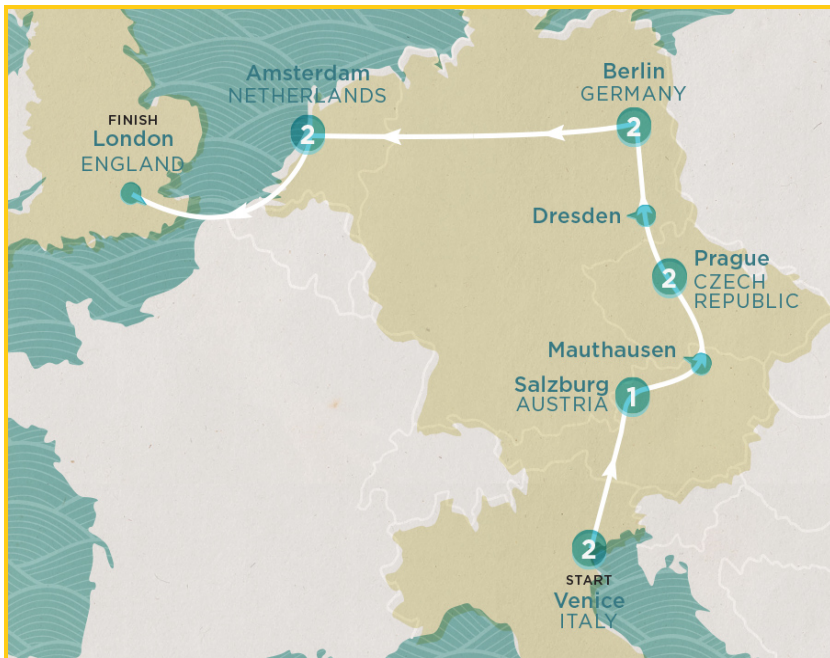 Amsterdam
NETHERLANDS
2
Berlin
GERMANY
2
FINISH
London
ENGLAND
Dresden
Prague
CZECH
REPUBLIC
2
Mauthausen
Salzburg
AUSTRIA
1
2
START
Venice
ITALY